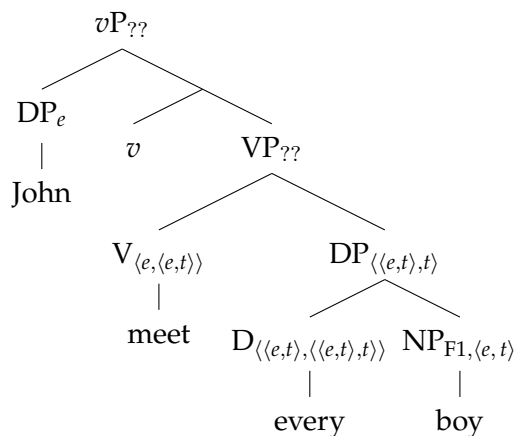 vP??
DPe
v
VP??
John
V⟨e,⟨e,t⟩⟩
DP⟨⟨e,t⟩,t⟩
meet
D⟨⟨e,t⟩,⟨⟨e,t⟩,t⟩⟩
NPF1,⟨e,t⟩
every
boy